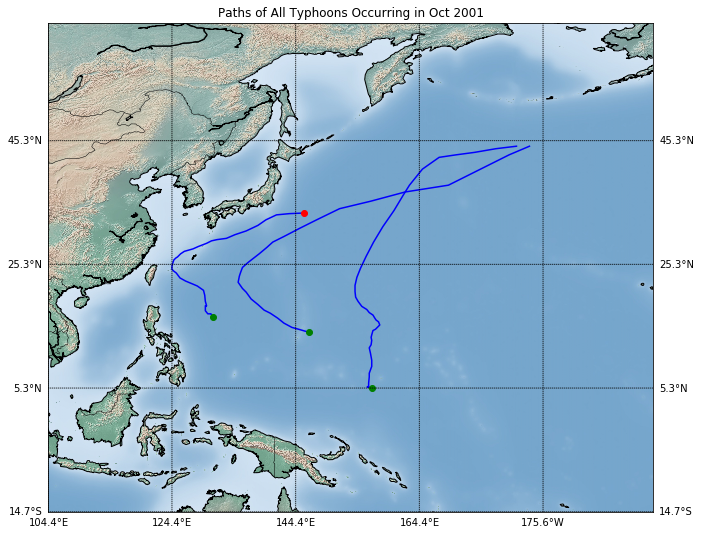 Paths of All Typhoons Occurring in Oct 2001
45.3°N 45.3°N
25.3°N 25.3°N
5.3°N 5.3°N
14.7°S 14.7°S
104.4°E 124.4°E 144.4°E 164.4°E 175.6°W